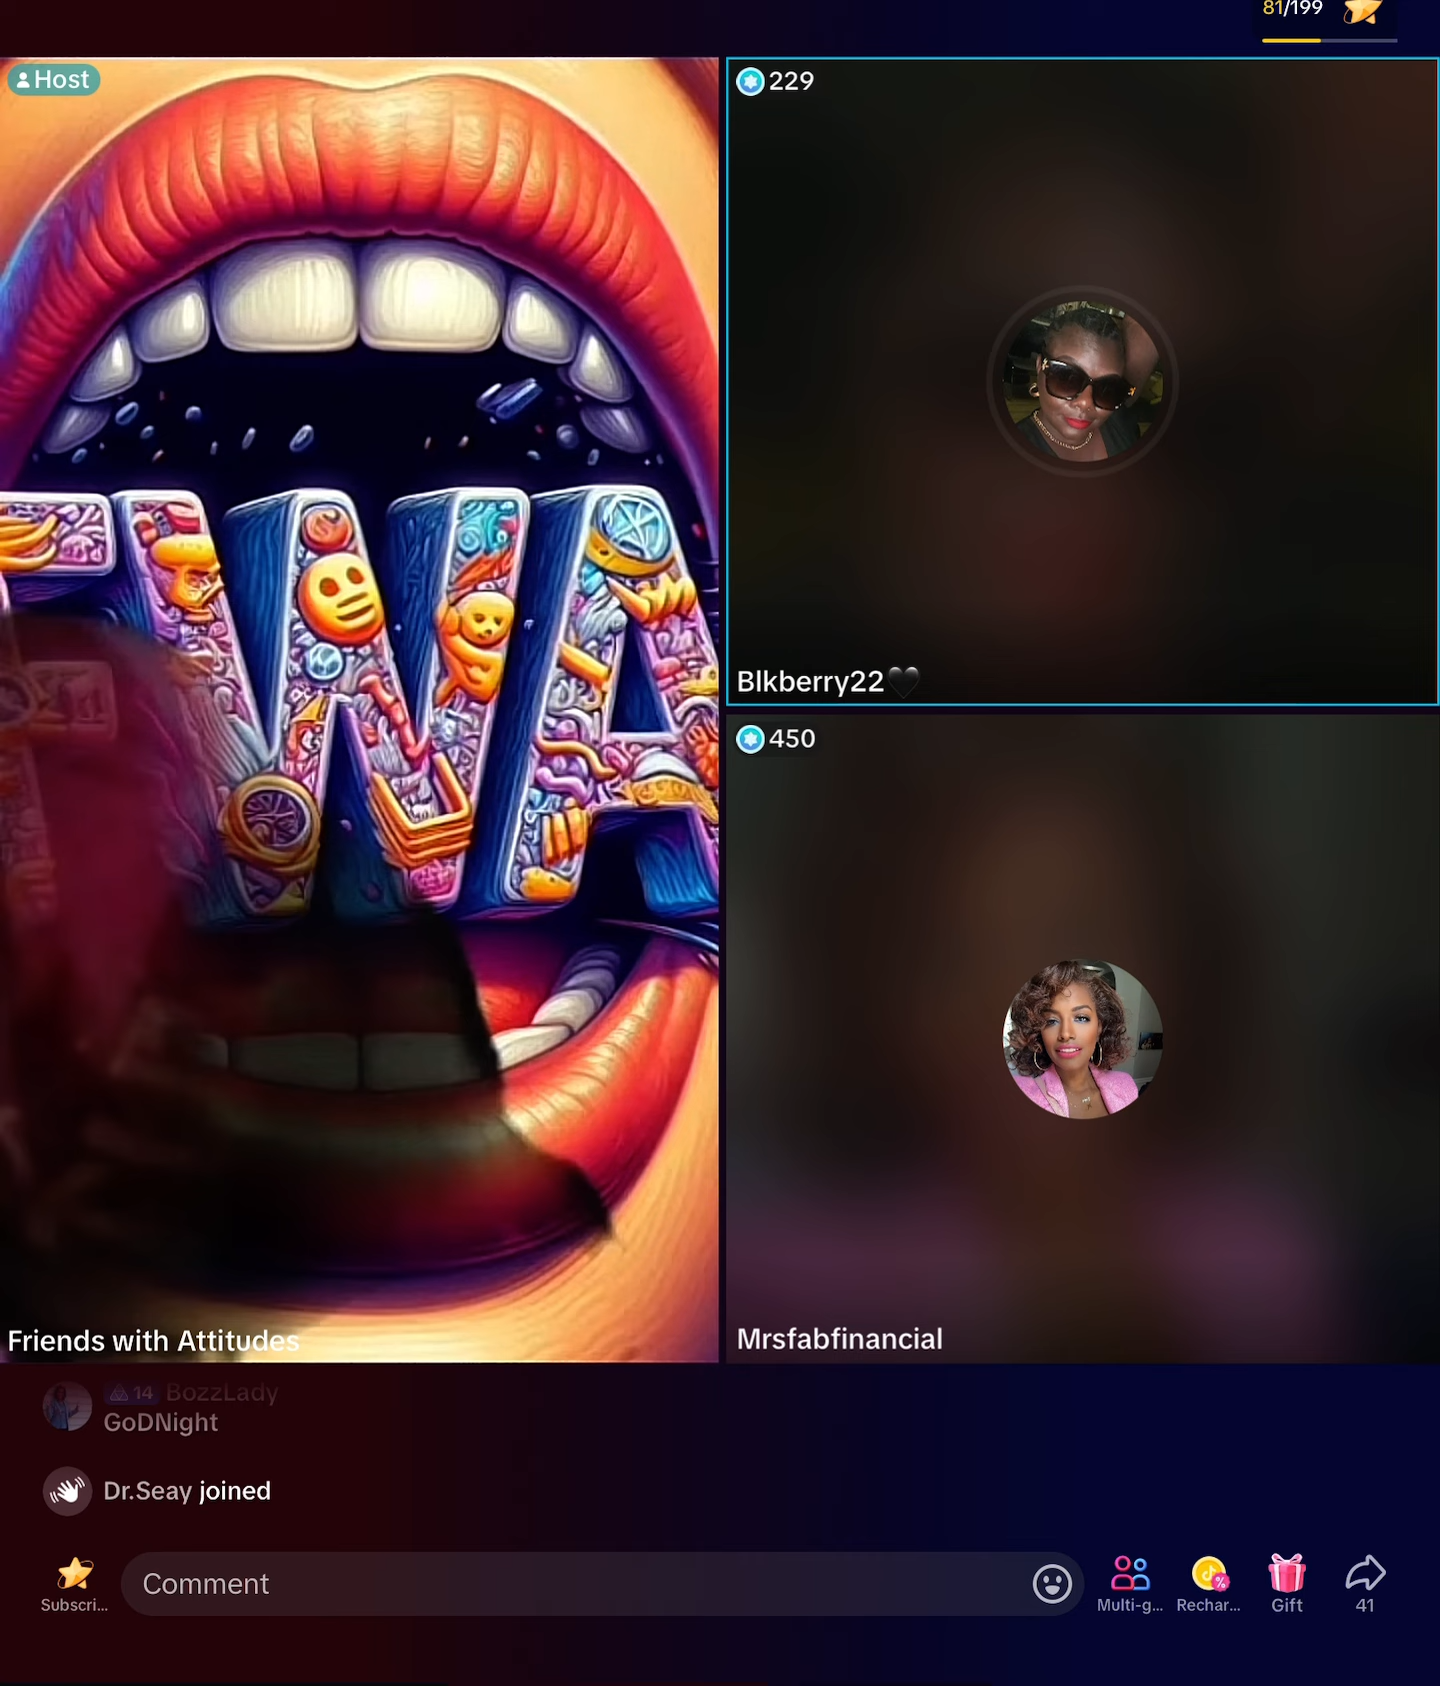 81/199
Host
229
FWA
Blkberry22🖤
450
Friends with Attitudes
Mrsfabfinancial
14 BozzLady
GoDNight
Dr.Seay joined
Comment
Subscri...
Multi-g...
Rechar...
Gift
41